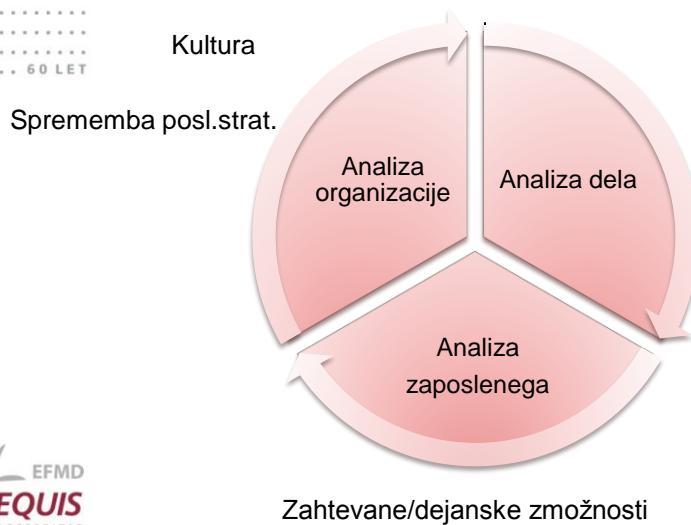 .. 60 LET
Kultura
Sprememba posl.strat.
Analiza
organizacije
Analiza dela
Analiza
zaposlenega
EFMD
EQUIS
Zahtevane/dejanske zmožnosti